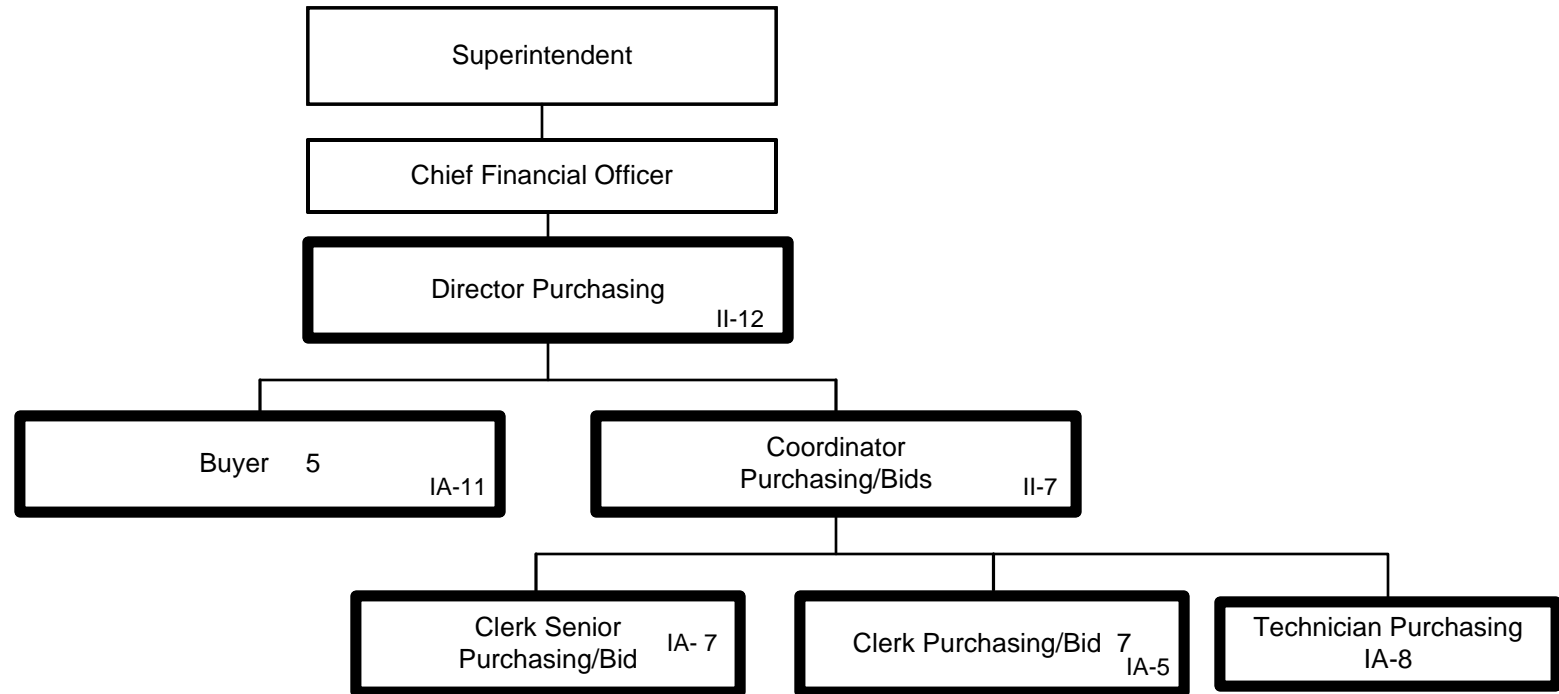 Superintendent
Chief Financial Officer
Director Purchasing
II-12
Buyer 5
IA-11
Coordinator
Purchasing/Bids
II-7
Clerk Senior
Purchasing/Bid
IA- 7
Clerk Purchasing/Bid 7
IA-5
Technician Purchasing
IA-8